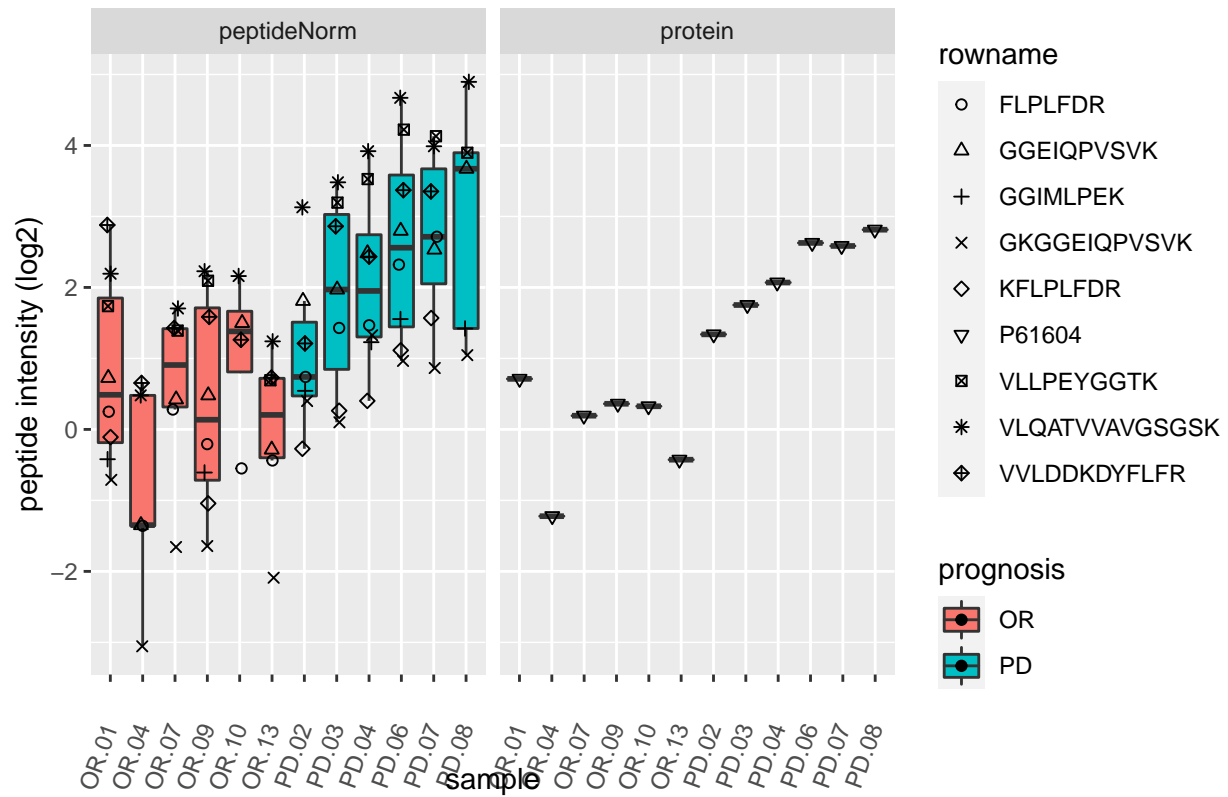 peptideNorm
protein
peptide intensity (log2)
4
2
0
−2
OR.01
OR.04
OR.07
OR.09
OR.10
OR.13
PD.02
PD.03
PD.04
PD.06
PD.07
PD.08
OR.01
OR.04
OR.07
OR.09
OR.10
OR.13
PD.02
PD.03
PD.04
PD.06
PD.07
PD.08
sample
rowname
FLPLFDR
GGEIQPVSVK
GGIMLPEK
GKGGEIQPVSVK
KFLPLFDR
P61604
VLLPEYGGTK
VLQATVVAVGSGSK
VVLDDKDYFLFR
prognosis
OR
PD